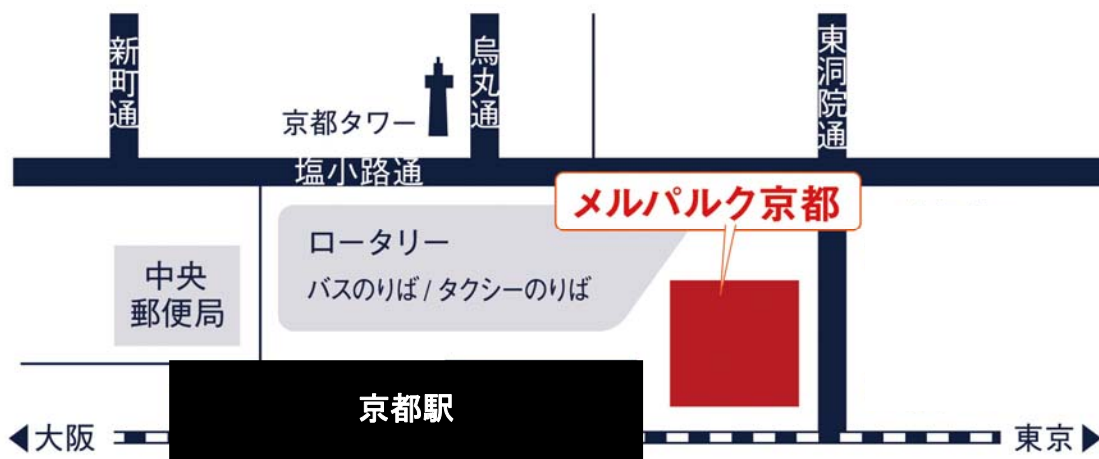 新町通
烏丸通
東洞院通
京都タワー
塩小路通
メルパルク京都
ロータリー
バスのりば / タクシーのりば
中央
郵便局
京都駅
大阪
東京